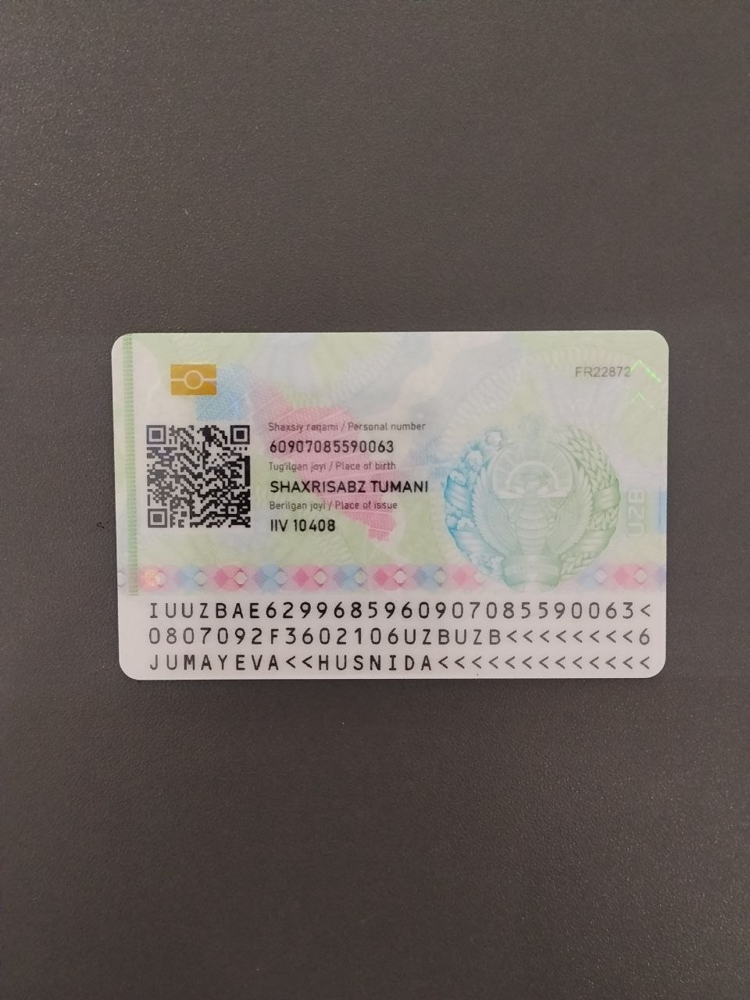 FR22872
Shaxsiy raqami / Personal number
60907085590063
Tug'ilgan joyi / Place of birth
SHAXRISABZ TUMANI
Berilgan joyi / Place of issue
IIV 10408
UZB
IUUZBAE6299685960907085590063<
0807092F3602106UZBUZB<<<<<<<<6
JUMAYEVA<<HUSNIDA<<<<<<<<<<<<<